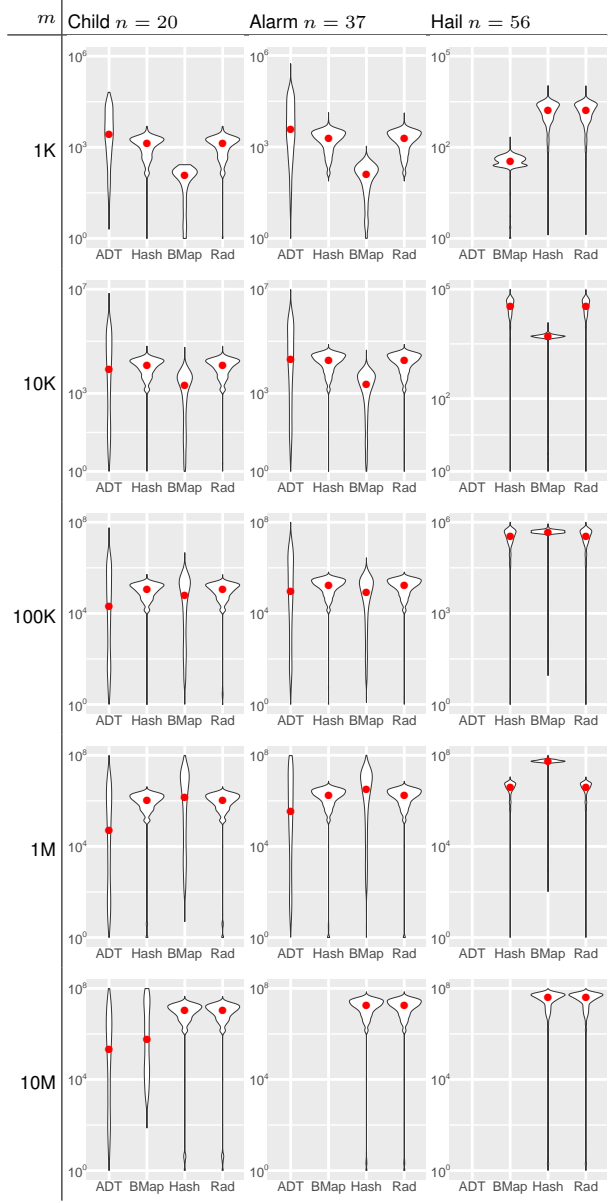 m Child n = 20 Alarm n = 37 Hail n = 56
10^6 10^6 10^5
1K
10^3 10^3 10^2
10^0 10^0 10^0
ADT Hash BMap Rad ADT Hash BMap Rad ADT BMap Hash Rad
10^7 10^7 10^5
10K
10^3 10^3 10^2
10^0 10^0 10^0
ADT Hash BMap Rad ADT Hash BMap Rad ADT Hash BMap Rad
10^8 10^8 10^6
100K
10^4 10^4 10^3
10^0 10^0 10^0
ADT Hash BMap Rad ADT Hash BMap Rad ADT Hash BMap Rad
10^8 10^8 10^8
1M
10^4 10^4 10^4
10^0 10^0 10^0
ADT Hash BMap Rad ADT Hash BMap Rad ADT Hash BMap Rad
10^8 10^8 10^8
10M
10^4 10^4 10^4
10^0 10^0 10^0
ADT BMap Hash Rad ADT BMap Hash Rad ADT BMap Hash Rad